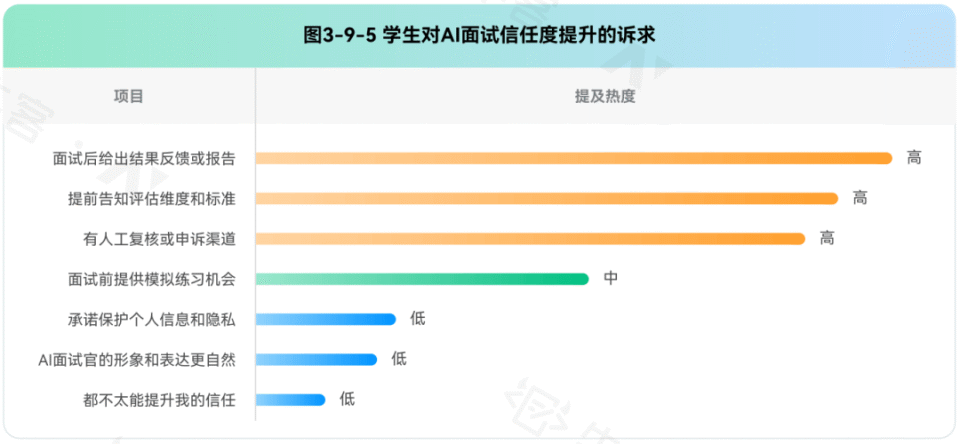 图3-9-5 学生对AI面试信任度提升的诉求
项目 提及热度
面试后给出结果反馈或报告 高
提前告知评估维度和标准 高
有人工复核或申诉渠道 高
面试前提供模拟练习机会 中
承诺保护个人信息和隐私 低
AI面试官的形象和表达更自然 低
都不太能提升我的信任 低